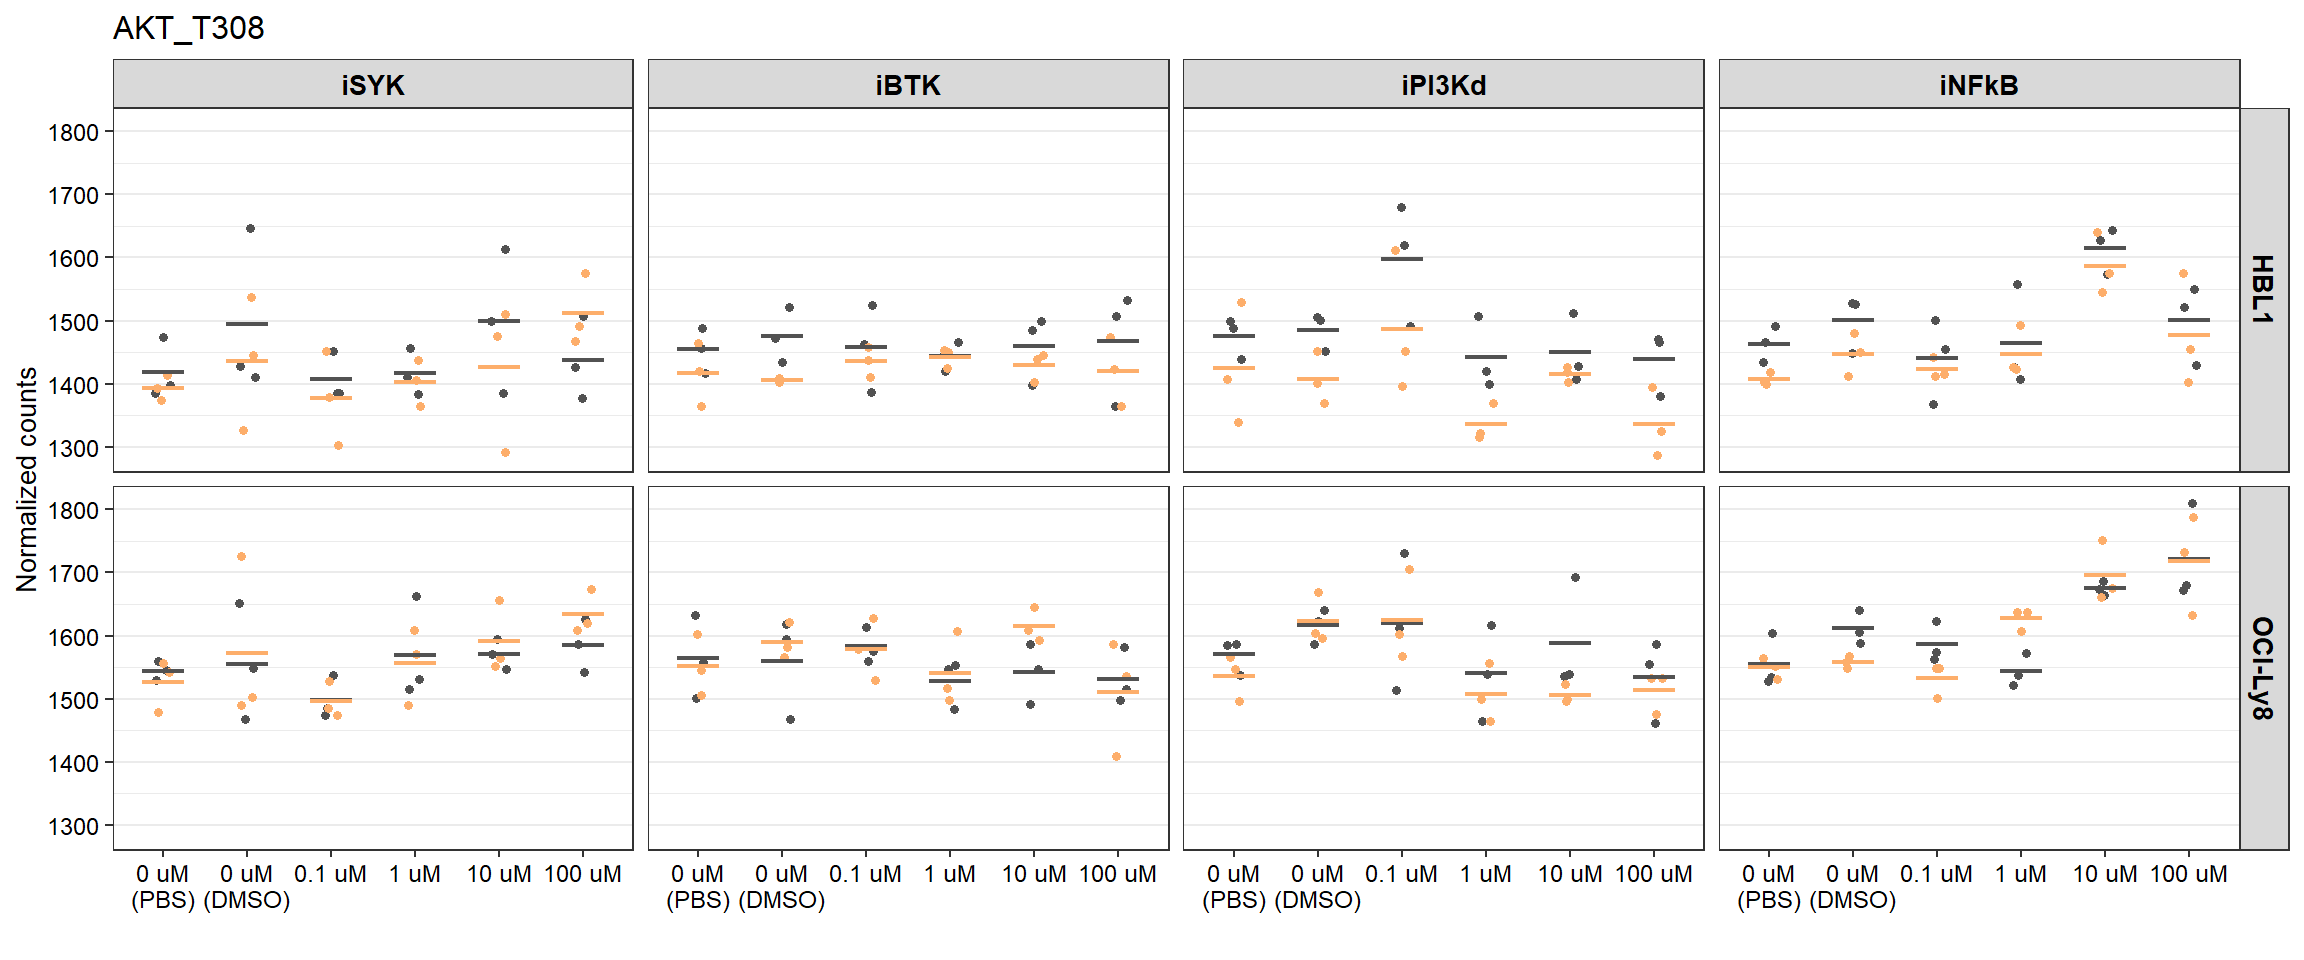 AKT_T308
iSYK
iBTK
iPI3Kd
iNFkB
Normalized counts
1800
1700
1600
1500
1400
1300
HBL1
1800
1700
1600
1500
1400
1300
OCI-Ly8
0 uM 0 uM 0.1 uM 1 uM 10 uM 100 uM
(PBS) (DMSO)
0 uM 0 uM 0.1 uM 1 uM 10 uM 100 uM
(PBS) (DMSO)
0 uM 0 uM 0.1 uM 1 uM 10 uM 100 uM
(PBS) (DMSO)
0 uM 0 uM 0.1 uM 1 uM 10 uM 100 uM
(PBS) (DMSO)